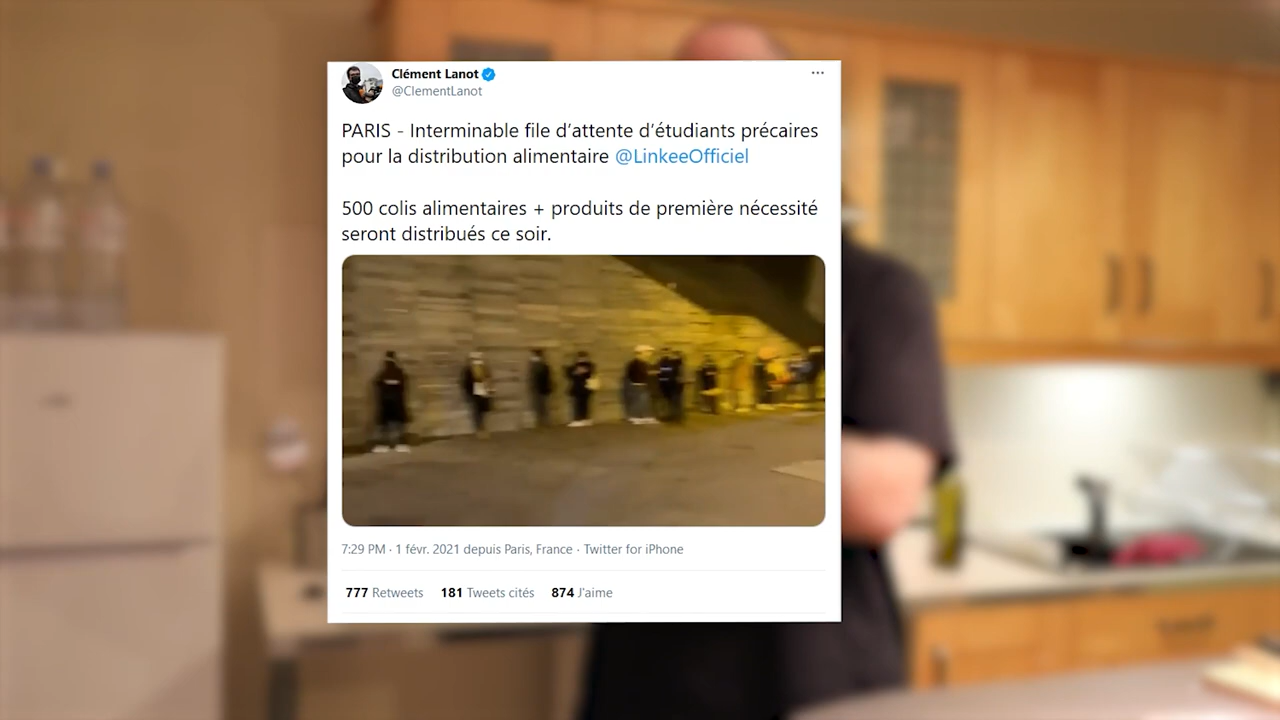 Clément Lanot
@ClementLanot
PARIS - Interminable file d’attente d’étudiants précaires
pour la distribution alimentaire @LinkeeOfficiel
500 colis alimentaires + produits de première nécessité
seront distribués ce soir.
7:29 PM · 1 févr. 2021 depuis Paris, France · Twitter for iPhone
777 Retweets 181 Tweets cités 874 J'aime